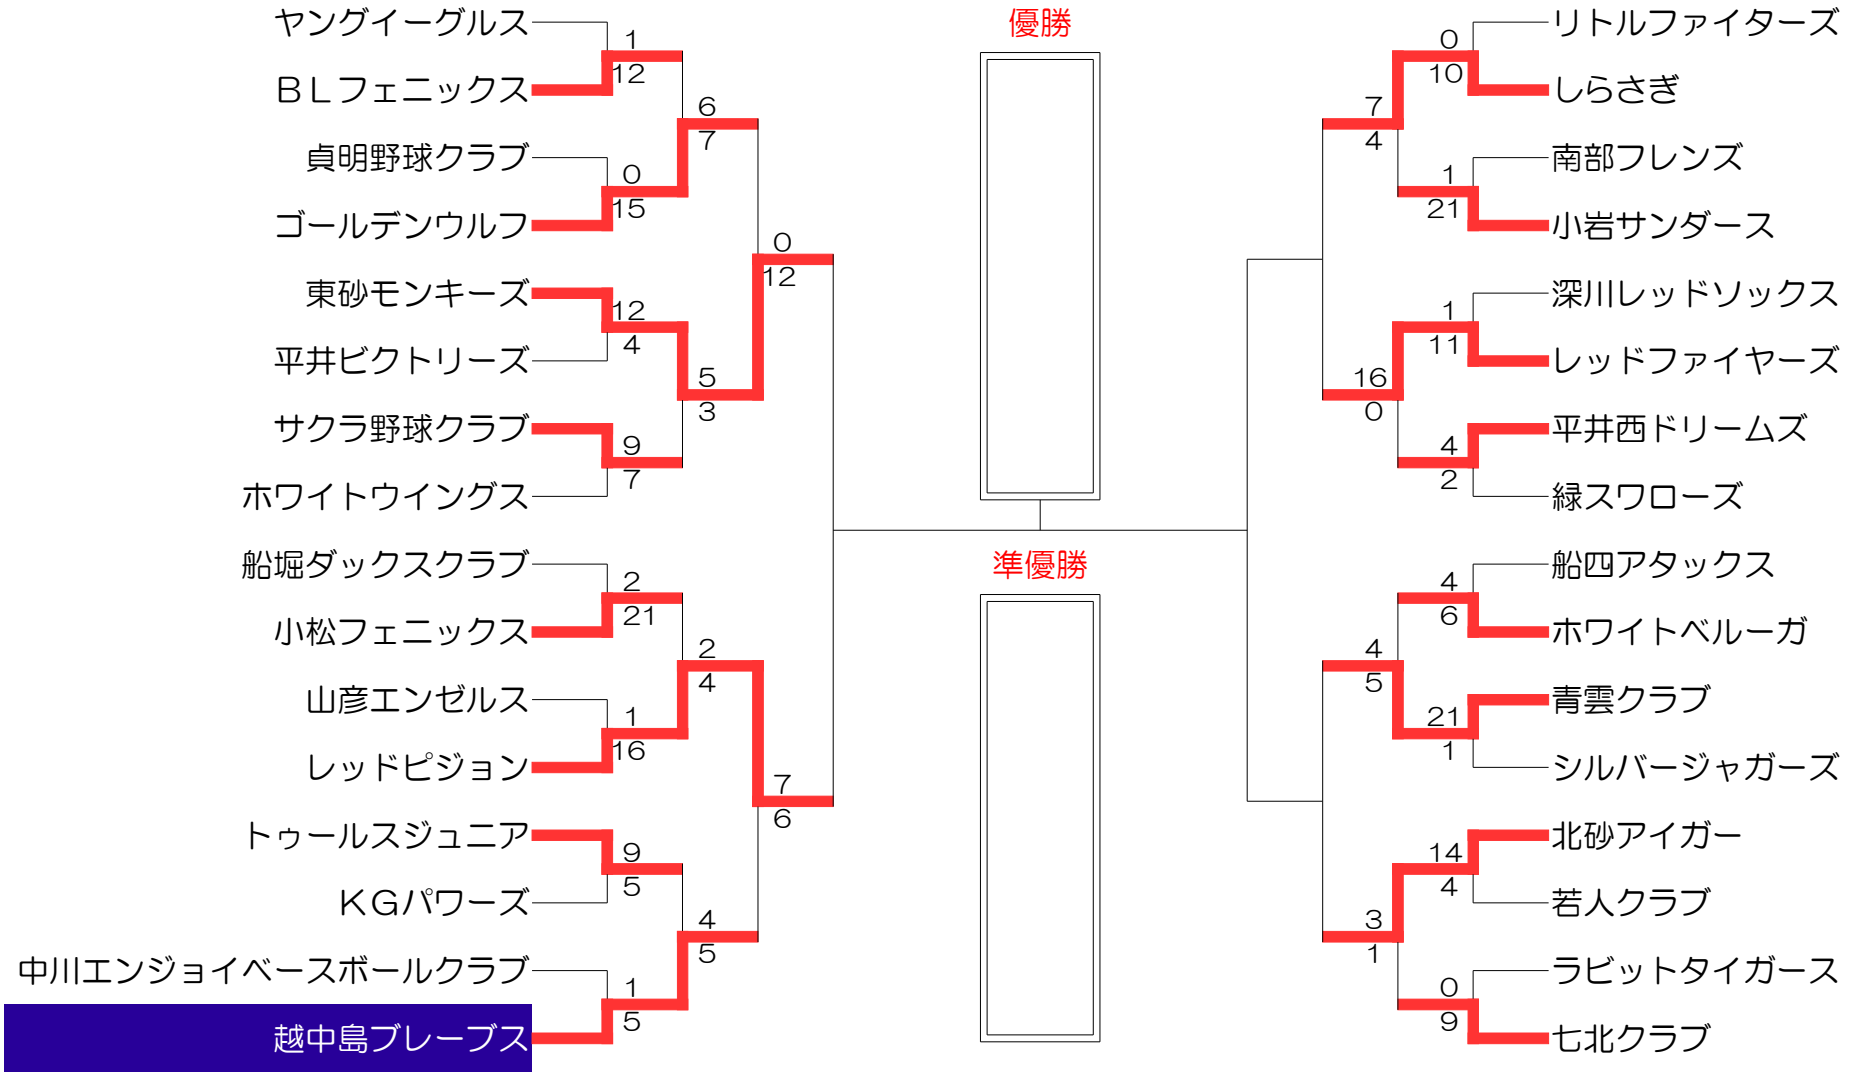 ヤングイーグルス
1
12
ＢＬフェニックス
6
7
貞明野球クラブ
0
15
ゴールデンウルフ
0
12
東砂モンキーズ
12
4
平井ビクトリーズ
5
3
サクラ野球クラブ
9
7
ホワイトウイングス
船堀ダックスクラブ
2
21
小松フェニックス
2
4
山彦エンゼルス
1
16
レッドピジョン
7
6
トゥールスジュニア
9
5
ＫＧパワーズ
4
5
中川エンジョイベースボールクラブ
1
5
越中島ブレーブス
優勝
準優勝
リトルファイターズ
0
10
しらさぎ
7
4
南部フレンズ
1
21
小岩サンダース
深川レッドソックス
1
11
レッドファイヤーズ
16
0
平井西ドリームズ
4
2
緑スワローズ
船四アタックス
4
6
ホワイトベルーガ
4
5
青雲クラブ
21
1
シルバージャガーズ
北砂アイガー
14
4
若人クラブ
3
1
ラビットタイガース
0
9
七北クラブ